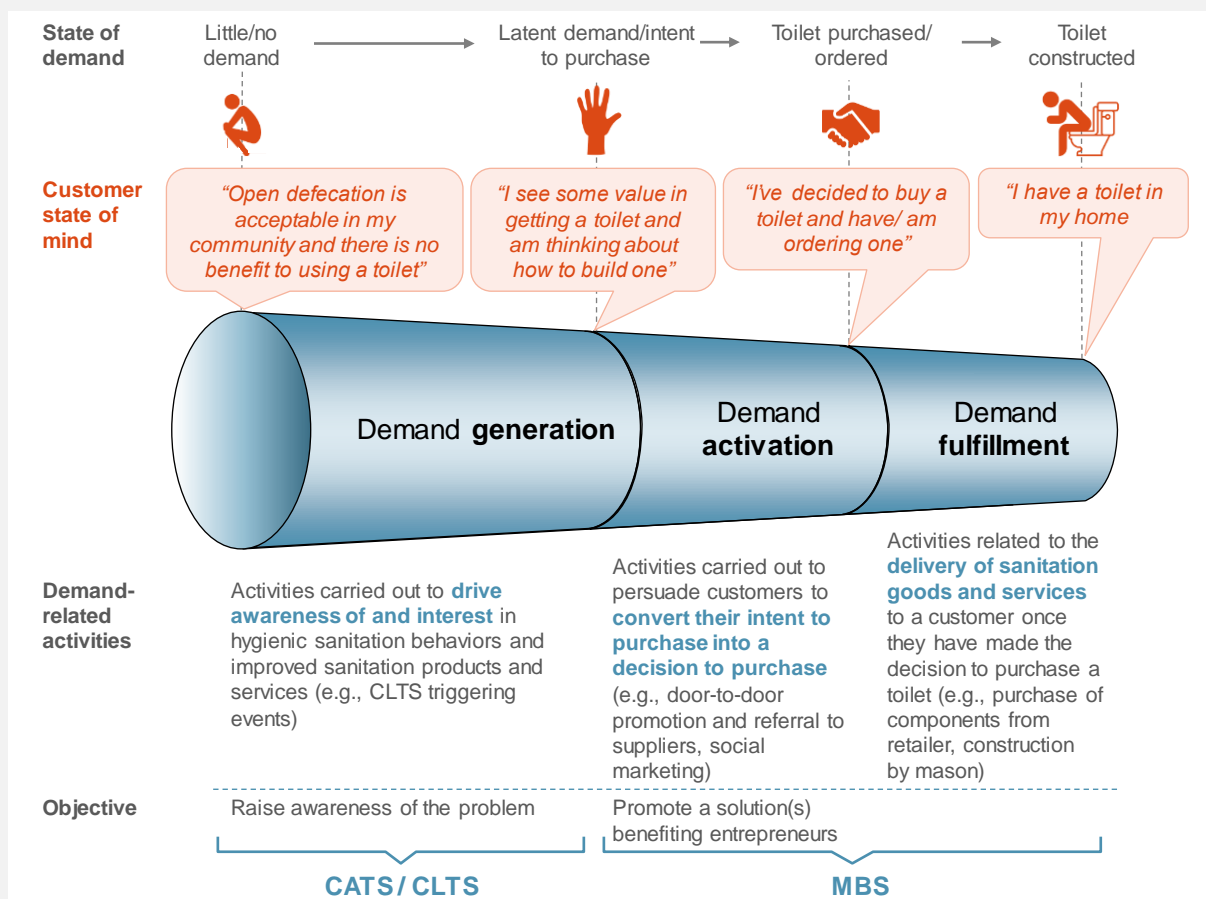 State of
demand
Little/no
demand
Latent demand/intent
to purchase
Toilet purchased/
ordered
Toilet
constructed
Customer
state of
mind
“Open defecation is
acceptable in my
community and there is no
benefit to using a toilet”
“I see some value in
getting a toilet and
am thinking about
how to build one”
“I’ve decided to buy a
toilet and have/ am
ordering one”
“I have a toilet in
my home
Demand generation
Demand
activation
Demand
fulfillment
Demand-
related
activities
Activities carried out to drive
awareness of and interest in
hygienic sanitation behaviors and
improved sanitation products and
services (e.g., CLTS triggering
events)
Activities carried out to
persuade customers to
convert their intent to
purchase into a
decision to purchase
(e.g., door-to-door
promotion and referral to
suppliers, social
marketing)
Activities related to the
delivery of sanitation
goods and services
to a customer once
they have made the
decision to purchase a
toilet (e.g., purchase of
components from
retailer, construction
by mason)
Objective
Raise awareness of the problem
Promote a solution(s)
benefiting entrepreneurs
CATS / CLTS
MBS